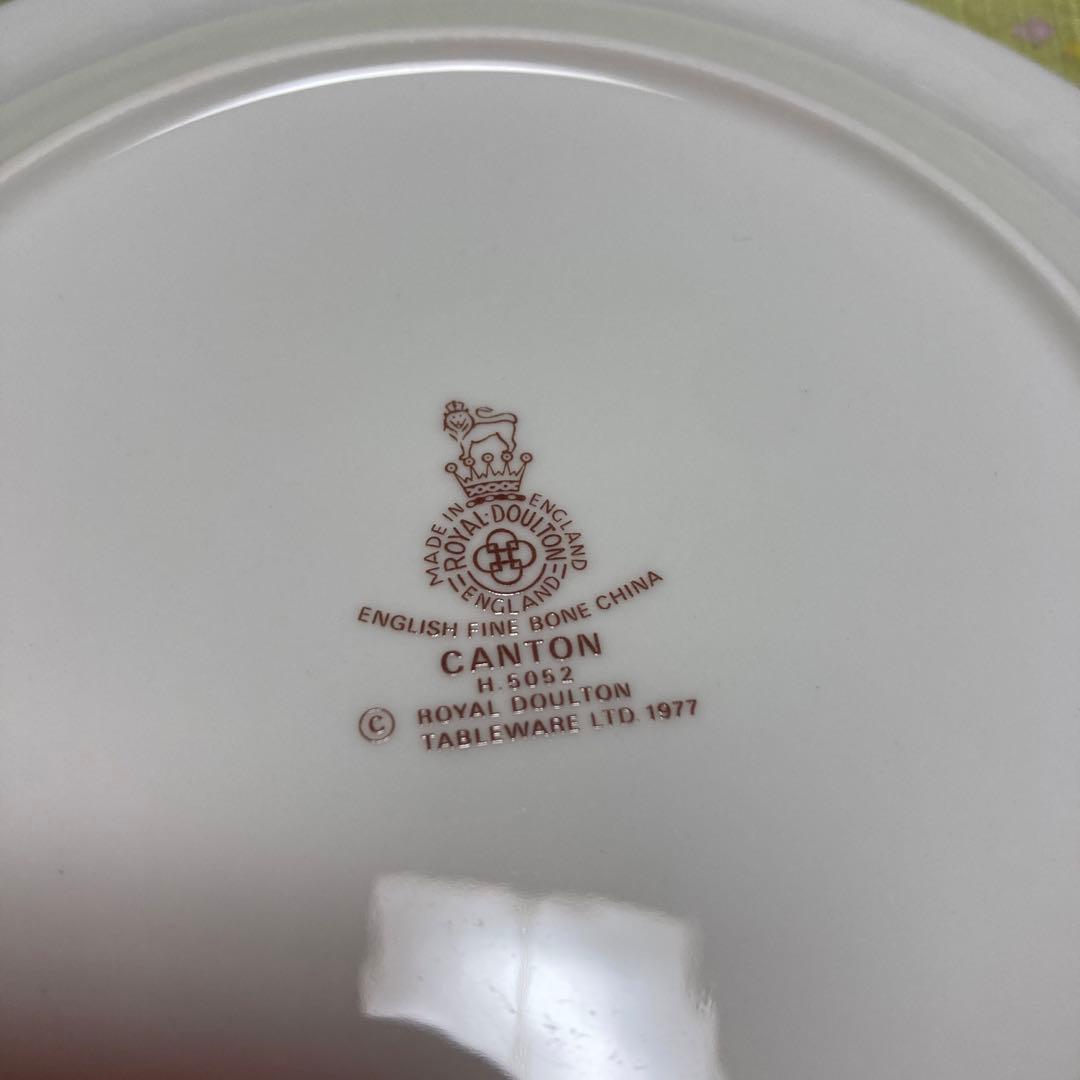 MADE IN ENGLAND
ROYAL·DOULTON
ENGLAND
ENGLISH FINE BONE CHINA
CANTON
H.5052
© ROYAL DOULTON
TABLEWARE LTD. 1977